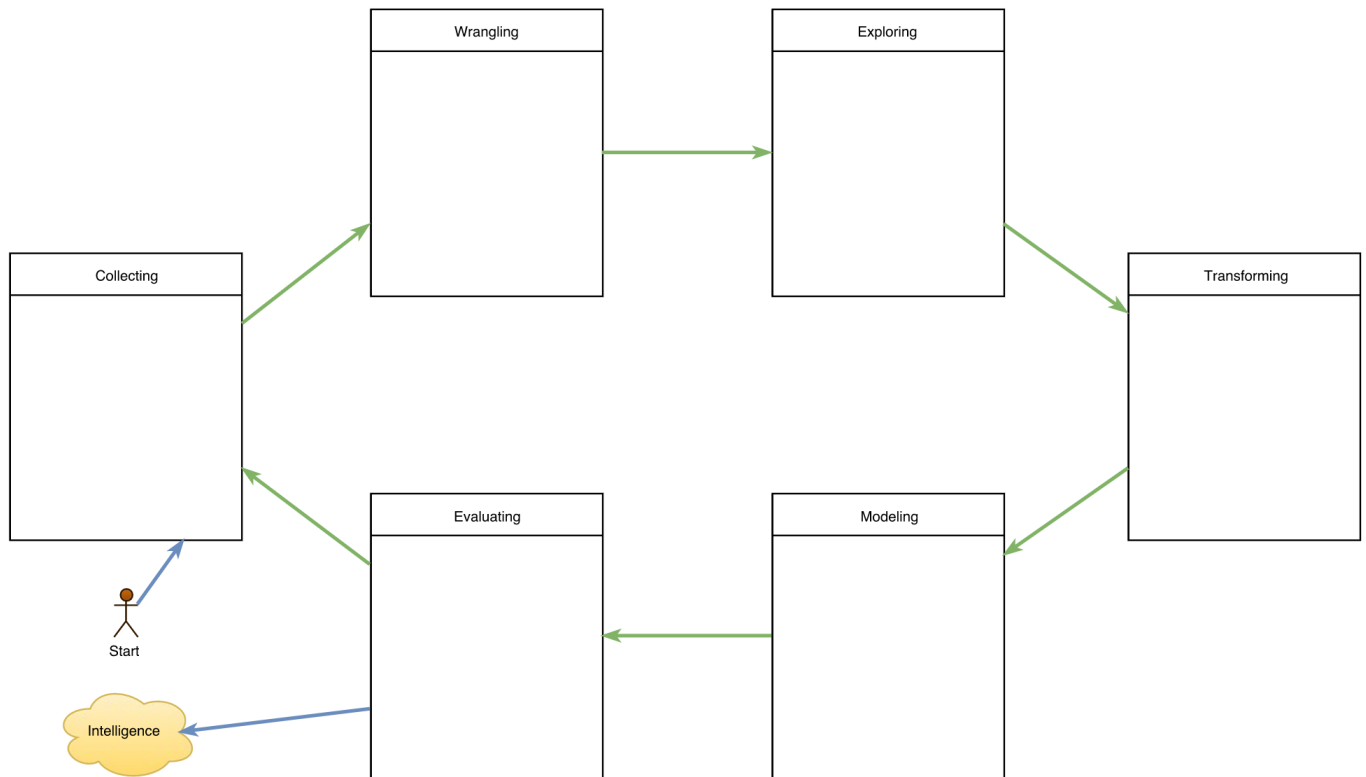 Wrangling
Exploring
Collecting
Transforming
Evaluating
Modeling
Start
Intelligence